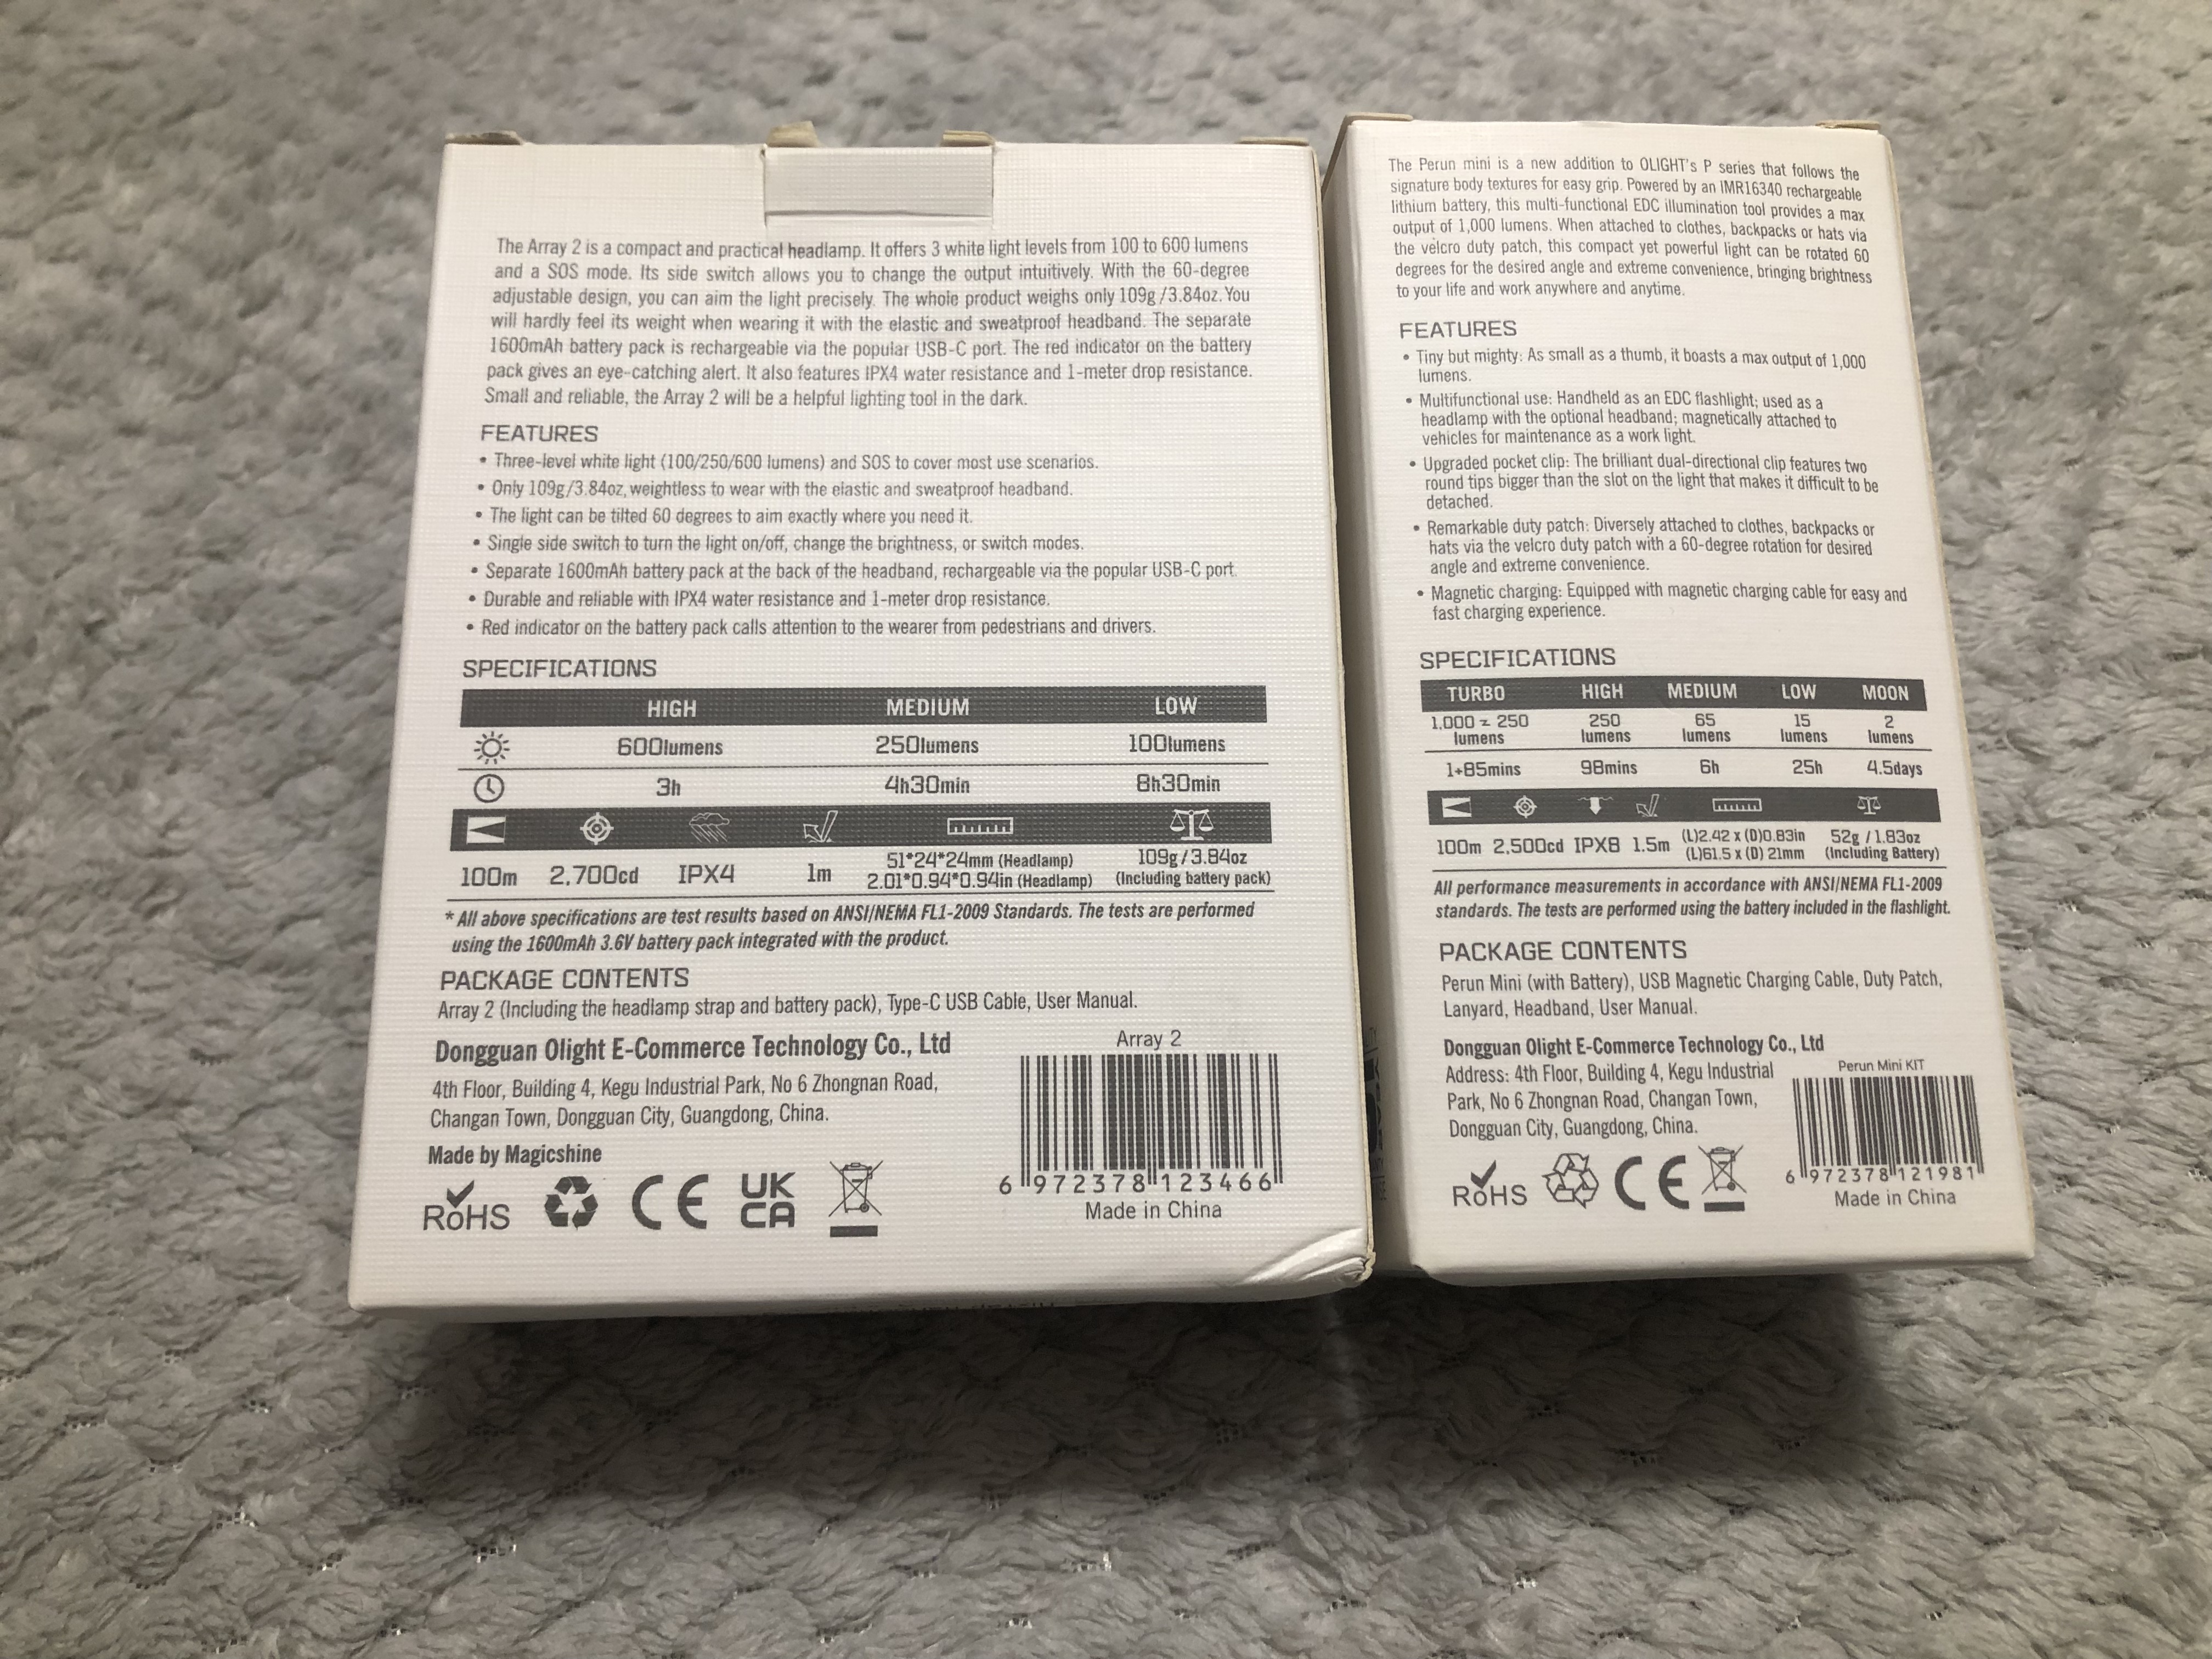 The Array 2 is a compact and practical headlamp. It offers 3 white light levels from 100 to 600 lumens
and a SOS mode. Its side switch allows you to change the output intuitively. With the 60-degree
adjustable design, you can aim the light precisely. The whole product weighs only 109g/3.84oz. You
will hardly feel its weight when wearing it with the elastic and sweatproof headband. The separate
1600mAh battery pack is rechargeable via the popular USB-C port. The red indicator on the battery
pack gives an eye-catching alert. It also features IPX4 water resistance and 1-meter drop resistance.
Small and reliable, the Array 2 will be a helpful lighting tool in the dark.
FEATURES
• Three-level white light (100/250/600 lumens) and SOS to cover most use scenarios.
• Only 109g/3.84oz, weightless to wear with the elastic and sweatproof headband.
• The light can be tilted 60 degrees to aim exactly where you need it.
• Single side switch to turn the light on/off, change the brightness, or switch modes.
• Separate 1600mAh battery pack at the back of the headband, rechargeable via the popular USB-C port.
• Durable and reliable with IPX4 water resistance and 1-meter drop resistance.
• Red indicator on the battery pack calls attention to the wearer from pedestrians and drivers.
SPECIFICATIONS
HIGH MEDIUM LOW
600lumens 250lumens 100lumens
3h 4h30min 8h30min
100m 2,700cd IPX4 1m 51*24*24mm (Headlamp) 109g/3.84oz
2.01*0.94*0.94in (Headlamp) (Including battery pack)
* All above specifications are test results based on ANSI/NEMA FL1-2009 Standards. The tests are performed
using the 1600mAh 3.6V battery pack integrated with the product.
PACKAGE CONTENTS
Array 2 (Including the headlamp strap and battery pack), Type-C USB Cable, User Manual.
Dongguan Olight E-Commerce Technology Co., Ltd
4th Floor, Building 4, Kegu Industrial Park, No 6 Zhongnan Road,
Changan Town, Dongguan City, Guangdong, China.
Made by Magicshine
RoHS CE UK CA
Array 2
6 972378 123466
Made in China
The Perun mini is a new addition to OLIGHT's P series that follows the
signature body textures for easy grip. Powered by an IMR16340 rechargeable
lithium battery, this multi-functional EDC illumination tool provides a max
output of 1,000 lumens. When attached to clothes, backpacks or hats via
the velcro duty patch, this compact yet powerful light can be rotated 60
degrees for the desired angle and extreme convenience, bringing brightness
to your life and work anywhere and anytime.
FEATURES
• Tiny but mighty: As small as a thumb, it boasts a max output of 1,000
lumens.
• Multifunctional use: Handheld as an EDC flashlight; used as a
headlamp with the optional headband; magnetically attached to
vehicles for maintenance as a work light.
• Upgraded pocket clip: The brilliant dual-directional clip features two
round tips bigger than the slot on the light that makes it difficult to be
detached.
• Remarkable duty patch: Diversely attached to clothes, backpacks or
hats via the velcro duty patch with a 60-degree rotation for desired
angle and extreme convenience.
• Magnetic charging: Equipped with magnetic charging cable for easy and
fast charging experience.
SPECIFICATIONS
TURBO HIGH MEDIUM LOW MOON
1,000 ~ 250 250 65 15 2
lumens lumens lumens lumens lumens
1+85mins 98mins 6h 25h 4.5days
100m 2,500cd IPX8 1.5m (L)2.42 x (D)0.83in 52g / 1.83oz
(L)61.5 x (D) 21mm (Including Battery)
All performance measurements in accordance with ANSI/NEMA FL1-2009
standards. The tests are performed using the battery included in the flashlight.
PACKAGE CONTENTS
Perun Mini (with Battery), USB Magnetic Charging Cable, Duty Patch,
Lanyard, Headband, User Manual.
Dongguan Olight E-Commerce Technology Co., Ltd
Address: 4th Floor, Building 4, Kegu Industrial
Park, No 6 Zhongnan Road, Changan Town,
Dongguan City, Guangdong, China.
RoHS CE
Perun Mini KIT
6 972378 121981
Made in China